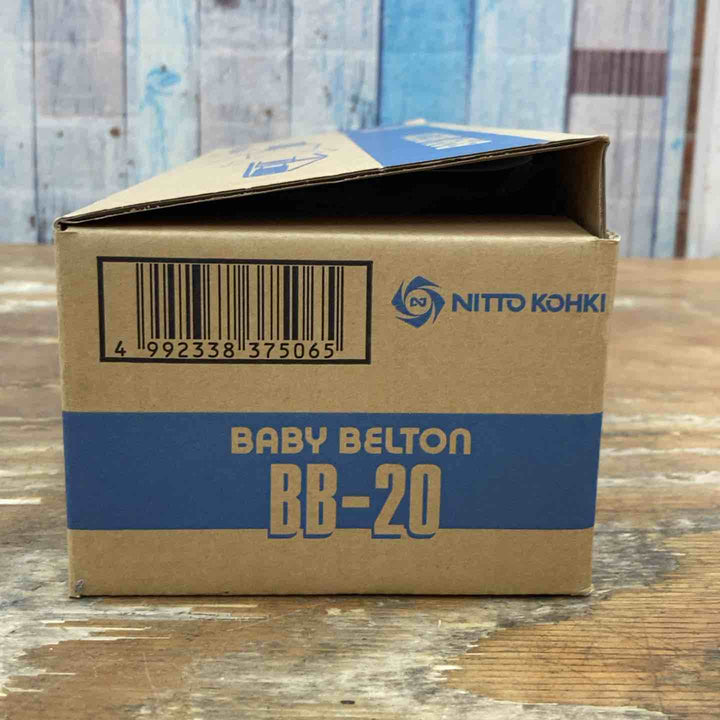 4 992338 375065
NITTO KOHKI
BABY BELTON
BB-20